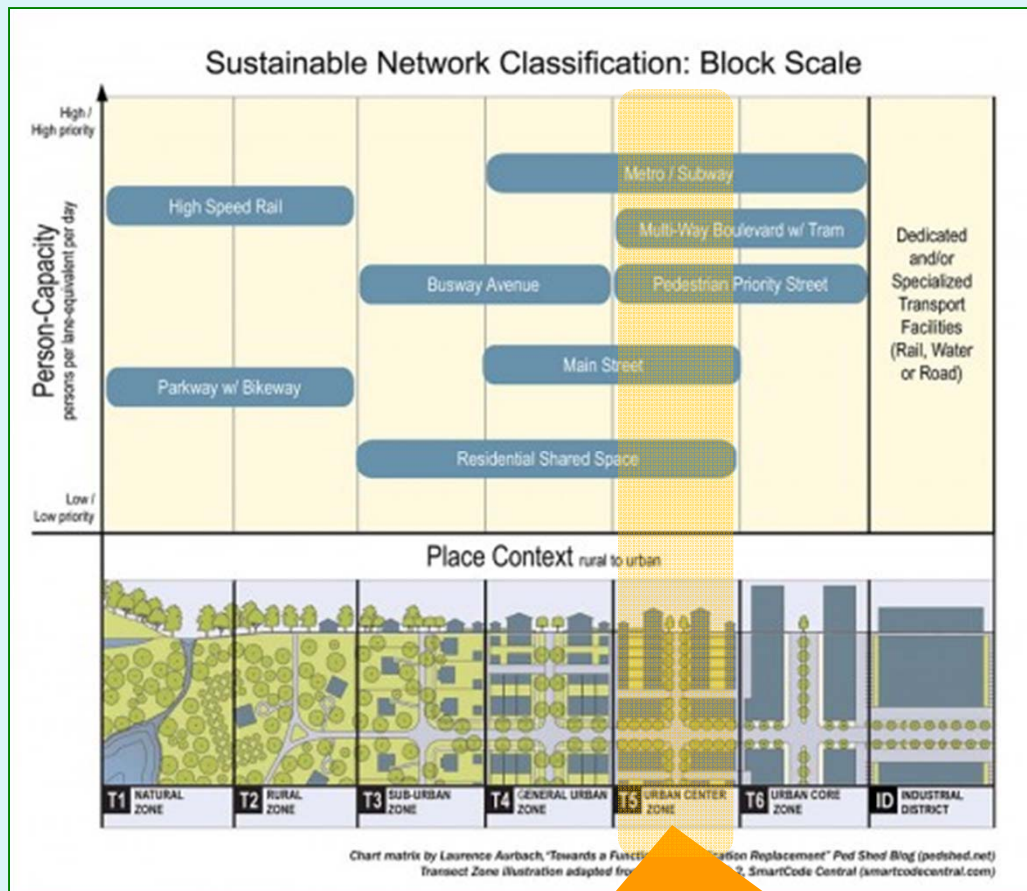 Sustainable Network Classification: Block Scale
High /
High priority
Person-Capacity
persons per lane-equivalent per day
Low /
Low priority
Metro / Subway
High Speed Rail
Multi-Way Boulevard w/ Tram
Busway Avenue
Pedestrian Priority Street
Main Street
Parkway w/ Bikeway
Residential Shared Space
Dedicated
and/or
Specialized
Transport
Facilities
(Rail, Water
or Road)
Place Context rural to urban
T1 NATURAL
ZONE
T2 RURAL
ZONE
T3 SUB-URBAN
ZONE
T4 GENERAL URBAN
ZONE
T5 URBAN CENTER
ZONE
T6 URBAN CORE
ZONE
ID INDUSTRIAL
DISTRICT
Chart matrix by Laurence Aurbach, "Towards a Replacement" Ped Shed Blog (pedshed.net)
Transect Zone illustration adapted SmartCode Central (smartcodecentral.com)